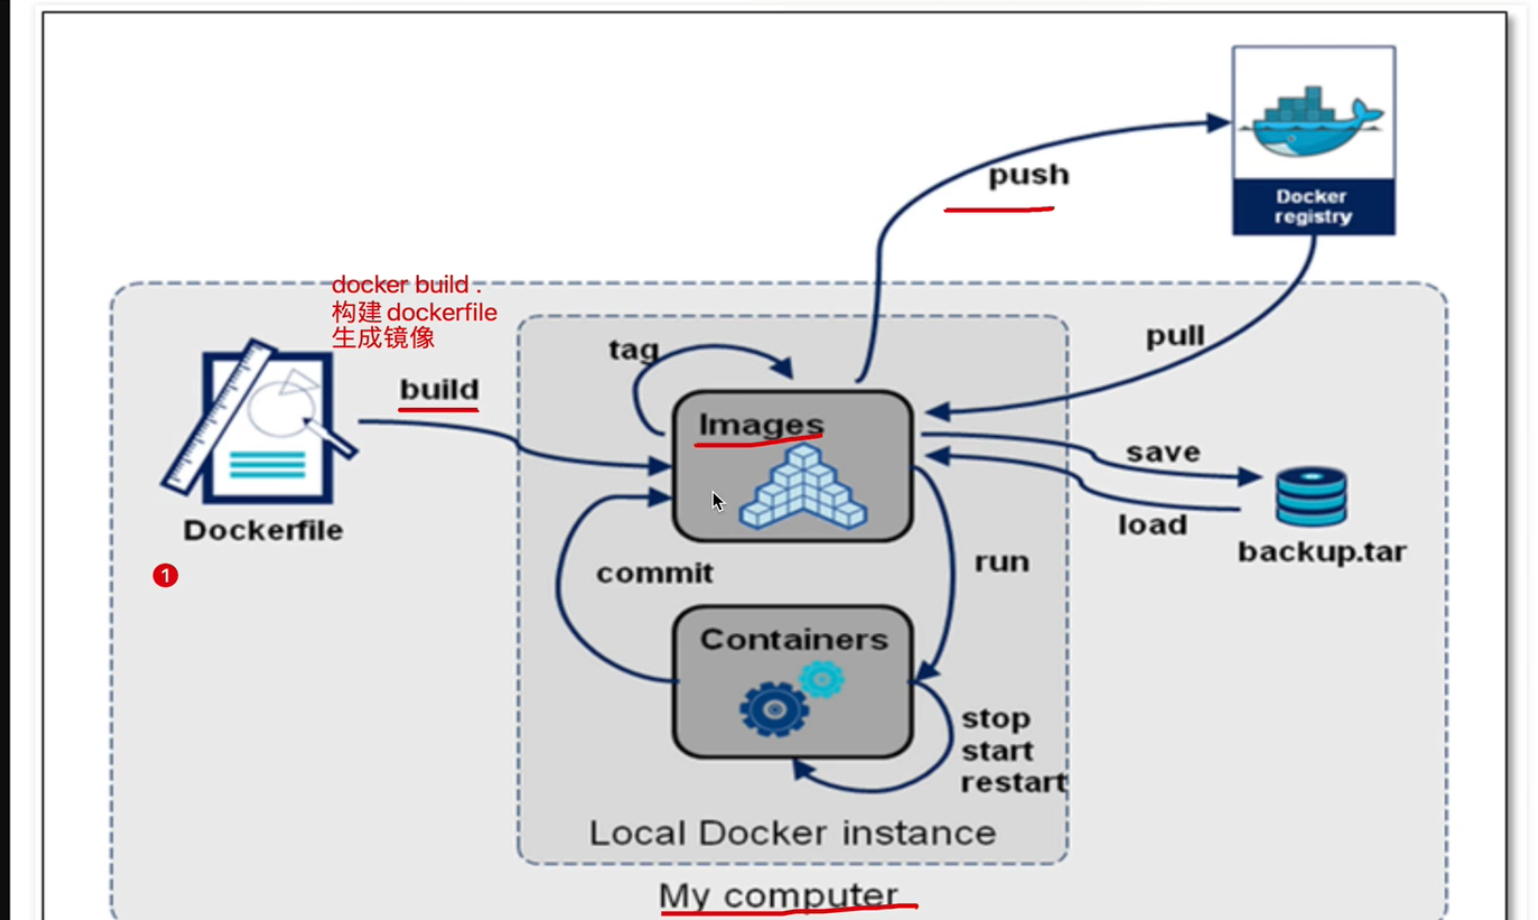 push
Docker
registry
docker build .
构建 dockerfile
生成镜像
pull
tag
build
Images
save
load
backup.tar
Dockerfile
1
commit
run
Containers
stop
start
restart
Local Docker instance
My computer